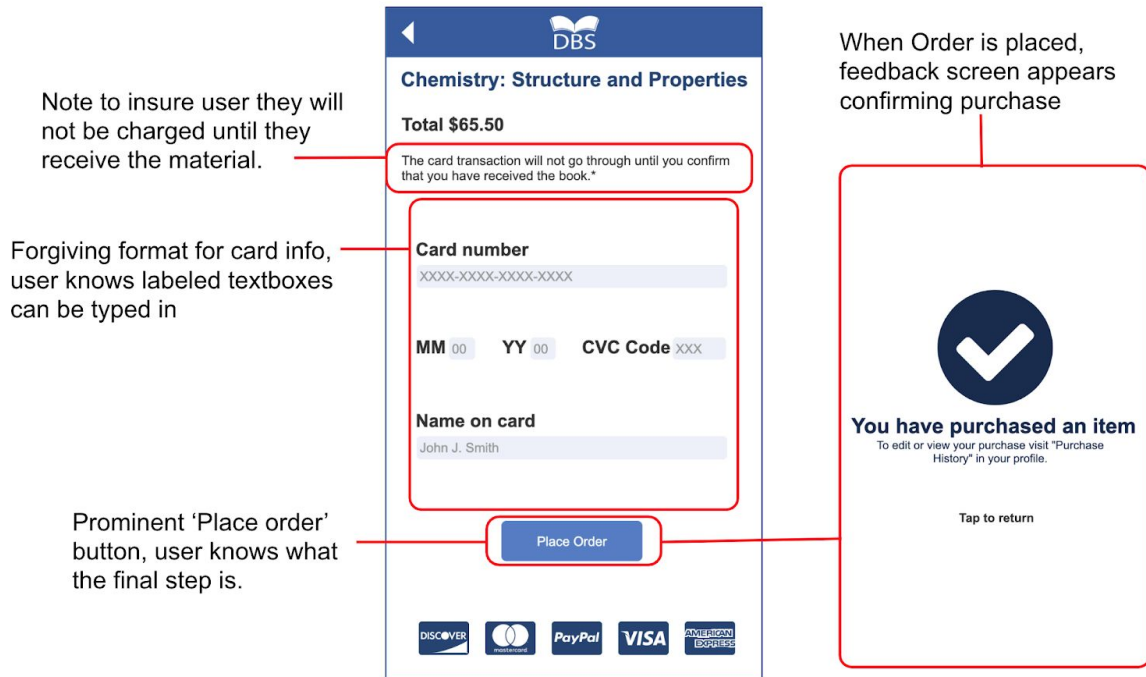 Note to insure user they will
not be charged until they
receive the material.
Forgiving format for card info,
user knows labeled textboxes
can be typed in
Prominent ‘Place order’
button, user knows what
the final step is.
DBS
Chemistry: Structure and Properties
Total $65.50
The card transaction will not go through until you confirm
that you have received the book.*
Card number
XXXX-XXXX-XXXX-XXXX
MM 00 YY 00 CVC Code XXX
Name on card
John J. Smith
Place Order
DISCOVER mastercard PayPal VISA AMERICAN
EXPRESS
When Order is placed,
feedback screen appears
confirming purchase
You have purchased an item
To edit or view your purchase visit "Purchase
History" in your profile.
Tap to return